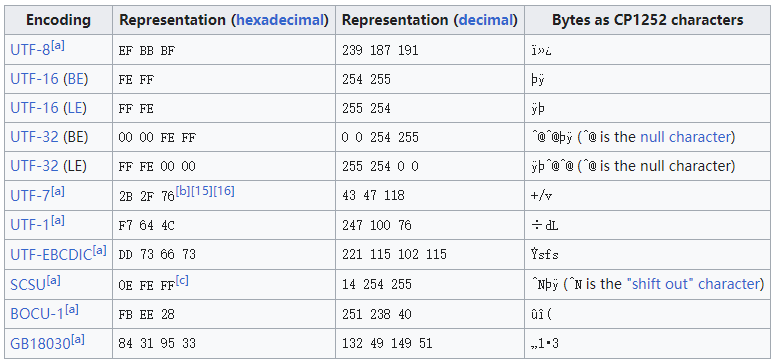 Encoding Representation (hexadecimal) Representation (decimal) Bytes as CP1252 characters
UTF-8[a] EF BB BF 239 187 191 ï»¿
UTF-16 (BE) FE FF 254 255 þÿ
UTF-16 (LE) FF FE 255 254 ÿþ
UTF-32 (BE) 00 00 FE FF 0 0 254 255 ^@^@þÿ (^@ is the null character)
UTF-32 (LE) FF FE 00 00 255 254 0 0 ÿþ^@^@ (^@ is the null character)
UTF-7[a] 2B 2F 76[b][15][16] 43 47 118 +/v
UTF-1[a] F7 64 4C 247 100 76 ÷dL
UTF-EBCDIC[a] DD 73 66 73 221 115 102 115 Ýsfs
SCSU[a] 0E FE FF[c] 14 254 255 ^Nþÿ (^N is the "shift out" character)
BOCU-1[a] FB EE 28 251 238 40 ûî(
GB18030[a] 84 31 95 33 132 49 149 51 „1•3